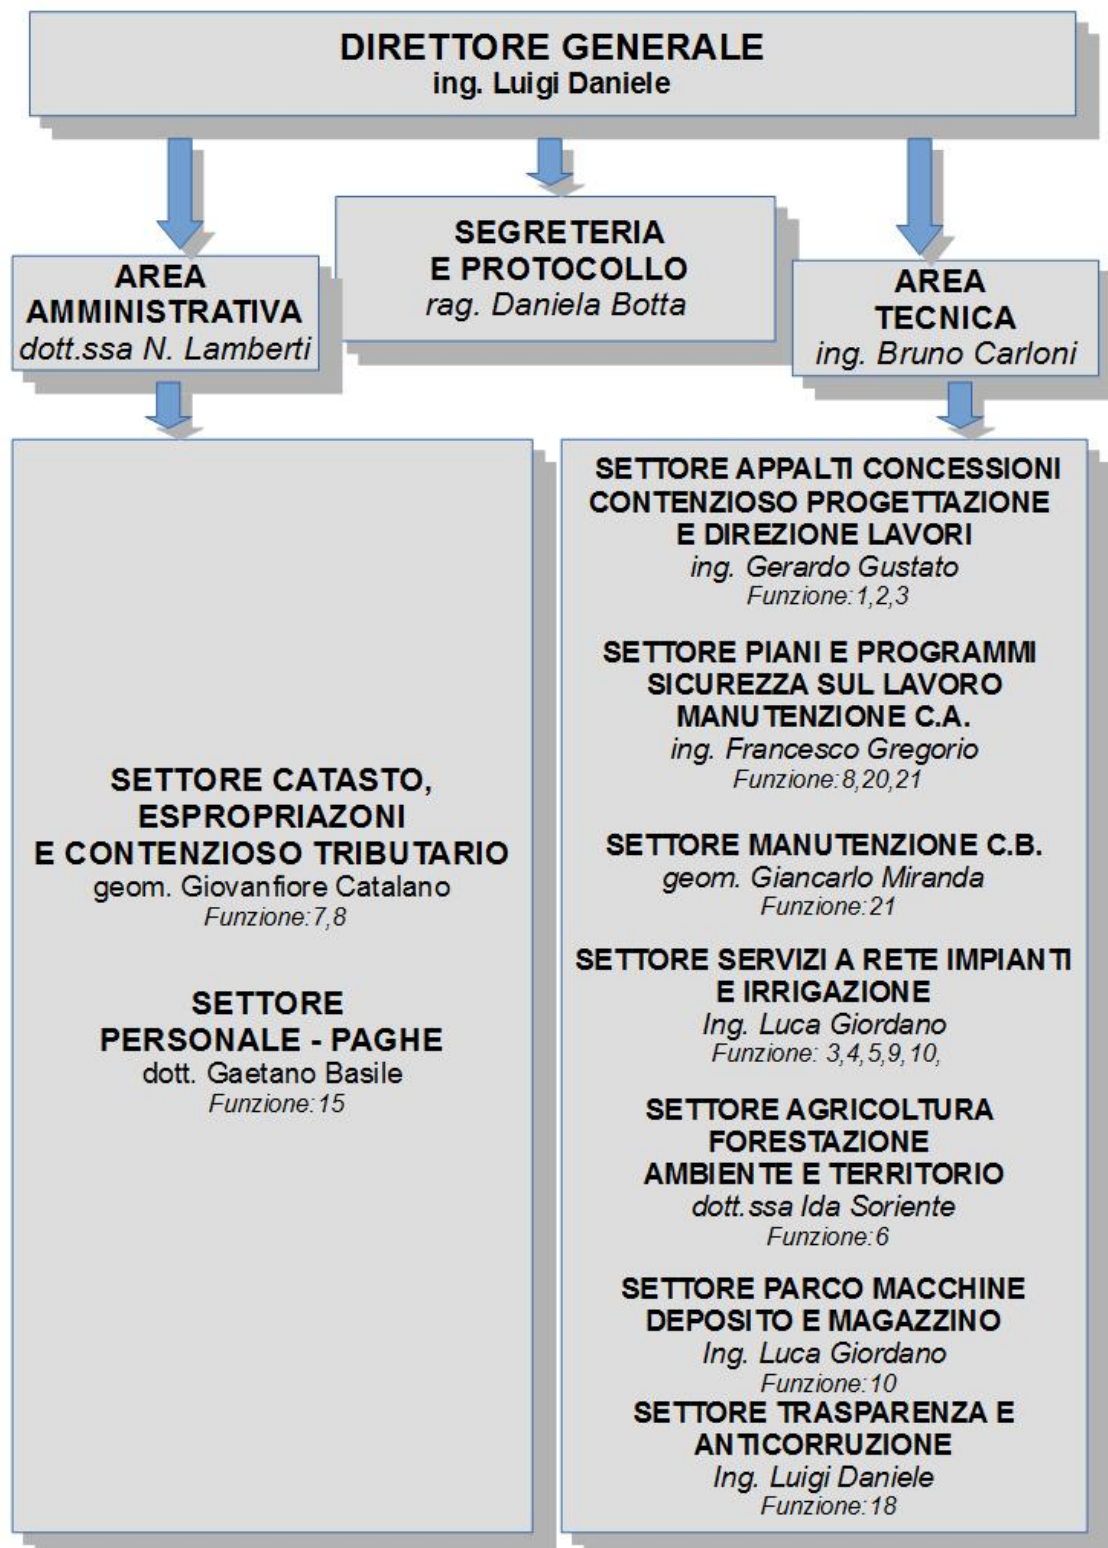 DIRETTORE GENERALE
ing. Luigi Daniele
SEGRETERIA
E PROTOCOLLO
rag. Daniela Botta
AREA
AMMINISTRATIVA
dott.ssa N. Lamberti
AREA
TECNICA
ing. Bruno Carloni
SETTORE CATASTO,
ESPROPRIAZONI
E CONTENZIOSO TRIBUTARIO
geom. Giovanfiore Catalano
Funzione:7,8
SETTORE
PERSONALE - PAGHE
dott. Gaetano Basile
Funzione:15
SETTORE APPALTI CONCESSIONI
CONTENZIOSO PROGETTAZIONE
E DIREZIONE LAVORI
ing. Gerardo Gustato
Funzione:1,2,3
SETTORE PIANI E PROGRAMMI
SICUREZZA SUL LAVORO
MANUTENZIONE C.A.
ing. Francesco Gregorio
Funzione:8,20,21
SETTORE MANUTENZIONE C.B.
geom. Giancarlo Miranda
Funzione:21
SETTORE SERVIZI A RETE IMPIANTI
E IRRIGAZIONE
Ing. Luca Giordano
Funzione: 3,4,5,9,10,
SETTORE AGRICOLTURA
FORESTAZIONE
AMBIENTE E TERRITORIO
dott.ssa Ida Soriente
Funzione:6
SETTORE PARCO MACCHINE
DEPOSITO E MAGAZZINO
Ing. Luca Giordano
Funzione:10
SETTORE TRASPARENZA E
ANTICORRUZIONE
Ing. Luigi Daniele
Funzione:18